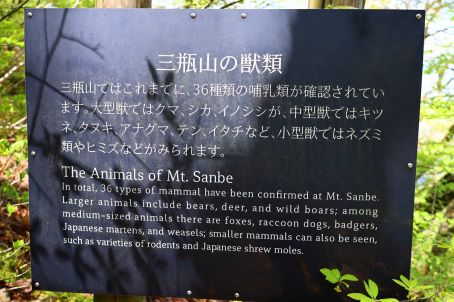 三瓶山の獣類
三瓶山ではこれまでに、36種類の哺乳類が確認されてい
ます。大型獣ではクマ、シカ、イノシシが、中型獣ではキツ
ネ、タヌキ、アナグマ、テン、イタチなど、小型獣ではネズミ
類やヒミズなどがみられます。
The Animals of Mt. Sanbe
In total, 36 types of mammal have been confirmed at Mt. Sanbe.
Larger animals include bears, deer, and wild boars; among
medium-sized animals there are foxes, raccoon dogs, badgers,
Japanese martens, and weasels; smaller mammals can also be seen,
such as varieties of rodents and Japanese shrew moles.